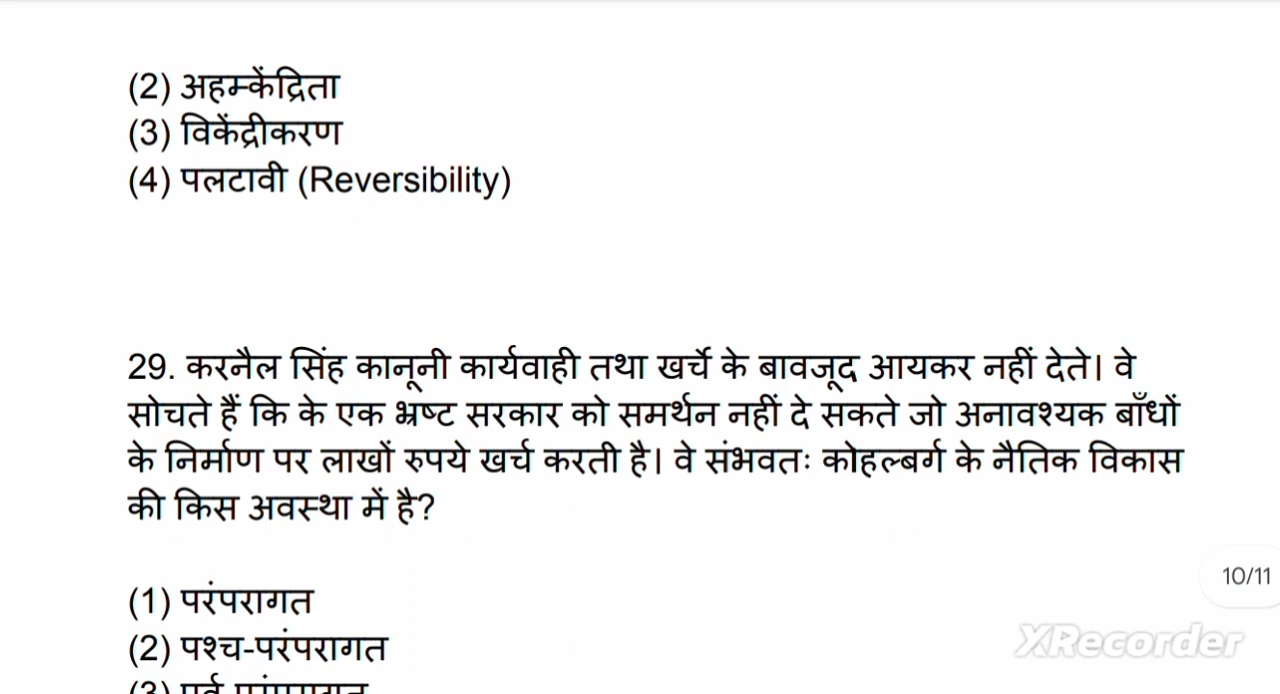 (2) अहम्केंद्रिता
(3) विकेंद्रीकरण
(4) पलटावी (Reversibility)
29. करनैल सिंह कानूनी कार्यवाही तथा खर्चे के बावजूद आयकर नहीं देते। वे
सोचते हैं कि के एक भ्रष्ट सरकार को समर्थन नहीं दे सकते जो अनावश्यक बाँधों
के निर्माण पर लाखों रुपये खर्च करती है। वे संभवतः कोहल्बर्ग के नैतिक विकास
की किस अवस्था में है?
10/11
(1) परंपरागत
XRecorder
(2) पश्च-परंपरागत